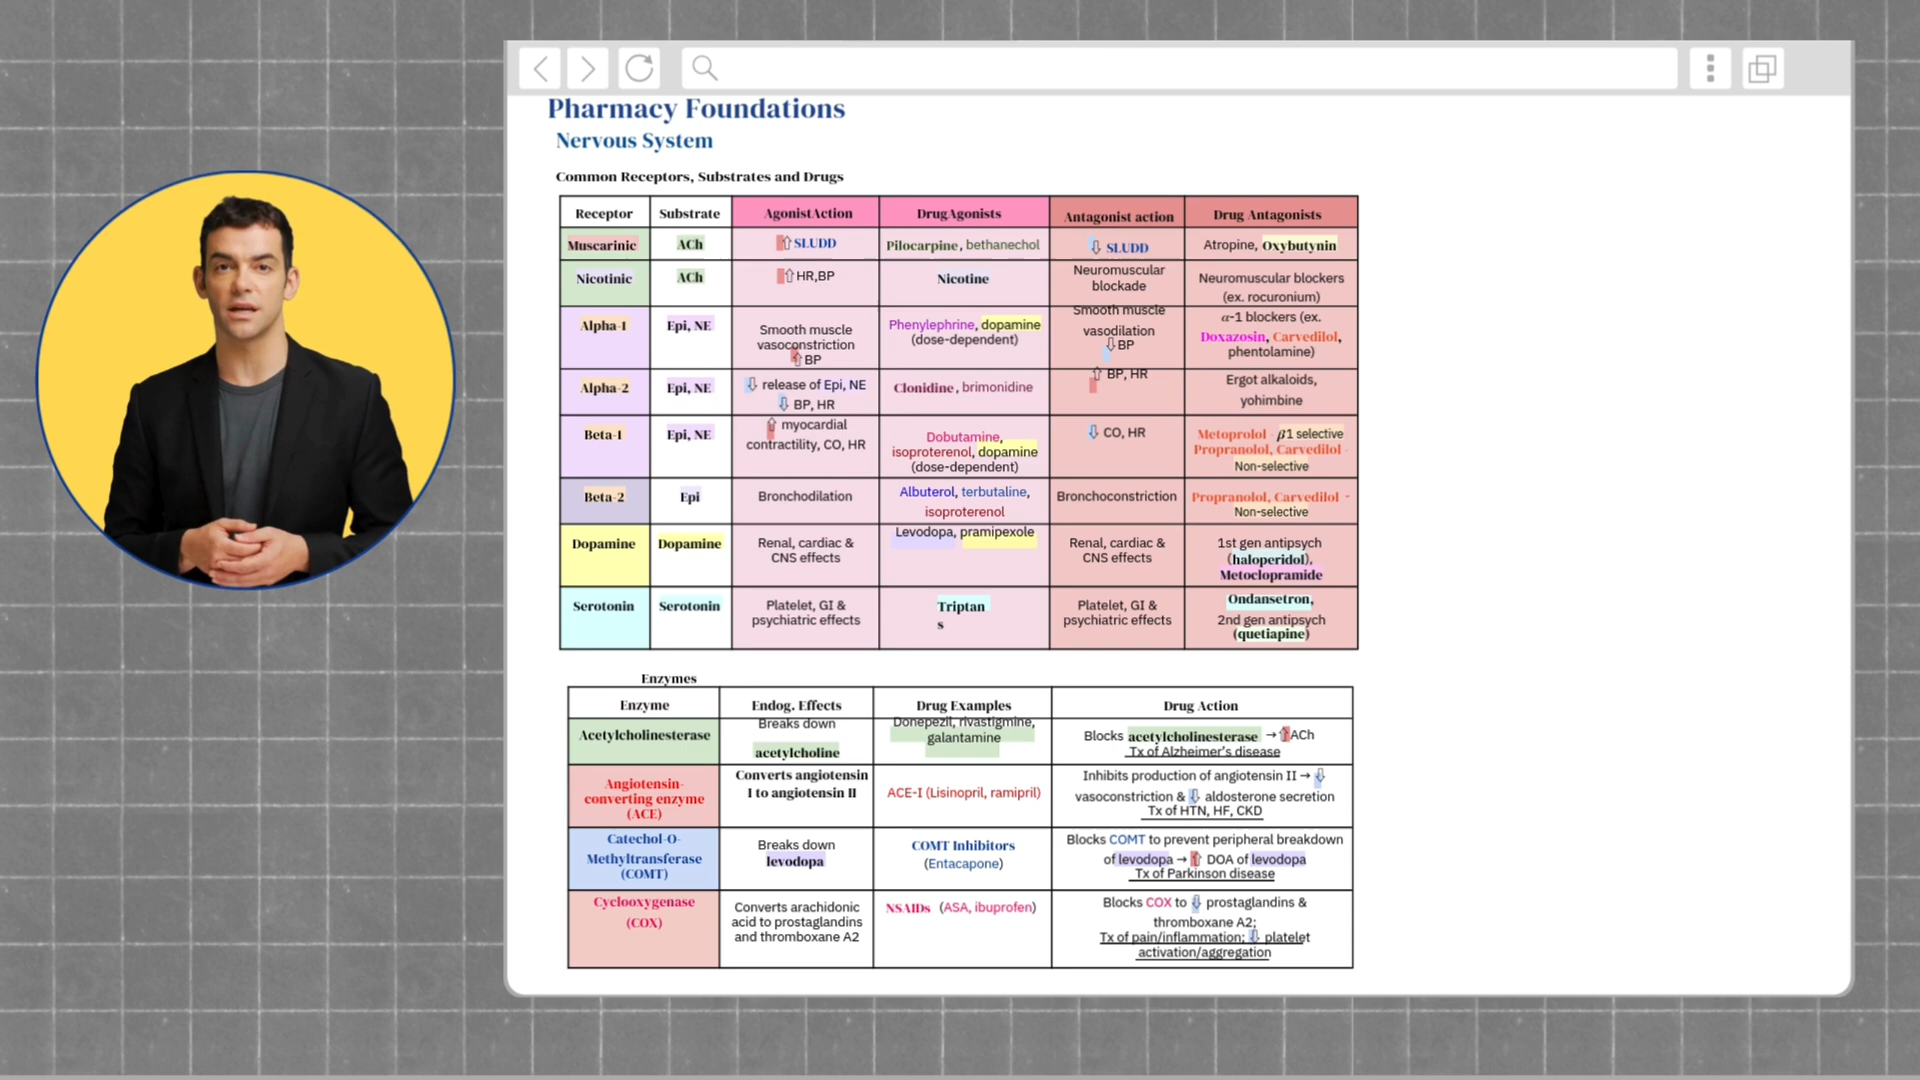 Pharmacy Foundations
Nervous System
Common Receptors, Substrates and Drugs
Receptor Substrate AgonistAction DrugAgonists Antagonist action Drug Antagonists
Muscarinic ACh ⇧ SLUDD Pilocarpine, bethanechol ⇩ SLUDD Atropine, Oxybutynin
Nicotinic ACh ⇧ HR,BP Nicotine Neuromuscular
blockade Neuromuscular blockers
(ex. rocuronium)
Alpha-1 Epi, NE Smooth muscle
vasoconstriction
⇧ BP Phenylephrine, dopamine
(dose-dependent) Smooth muscle
vasodilation
⇩ BP α-1 blockers (ex.
Doxazosin, Carvedilol,
phentolamine)
Alpha-2 Epi, NE ⇩ release of Epi, NE
⇩ BP, HR Clonidine, brimonidine ⇧ BP, HR Ergot alkaloids,
yohimbine
Beta-1 Epi, NE ⇧ myocardial
contractility, CO, HR Dobutamine,
isoproterenol, dopamine
(dose-dependent) ⇩ CO, HR Metoprolol - β1 selective
Propranolol, Carvedilol -
Non-selective
Beta-2 Epi Bronchodilation Albuterol, terbutaline,
isoproterenol Bronchoconstriction Propranolol, Carvedilol -
Non-selective
Dopamine Dopamine Renal, cardiac &
CNS effects Levodopa, pramipexole Renal, cardiac &
CNS effects 1st gen antipsych
(haloperidol),
Metoclopramide
Serotonin Serotonin Platelet, GI &
psychiatric effects Triptan
s Platelet, GI &
psychiatric effects Ondansetron,
2nd gen antipsych
(quetiapine)
Enzymes
Enzyme Endog. Effects Drug Examples Drug Action
Acetylcholinesterase Breaks down
acetylcholine Donepezil, rivastigmine,
galantamine Blocks acetylcholinesterase →⇧ACh
Tx of Alzheimer's disease
Angiotensin-
converting enzyme
(ACE) Converts angiotensin
I to angiotensin II ACE-I (Lisinopril, ramipril) Inhibits production of angiotensin II → ⇩
vasoconstriction & ⇩ aldosterone secretion
Tx of HTN, HF, CKD
Catechol-O-
Methyltransferase
(COMT) Breaks down
levodopa COMT Inhibitors
(Entacapone) Blocks COMT to prevent peripheral breakdown
of levodopa → ⇧ DOA of levodopa
Tx of Parkinson disease
Cyclooxygenase
(COX) Converts arachidonic
acid to prostaglandins
and thromboxane A2 NSAIDs (ASA, ibuprofen) Blocks COX to ⇩ prostaglandins &
thromboxane A2;
Tx of pain/inflammation; ⇩ platelet
activation/aggregation